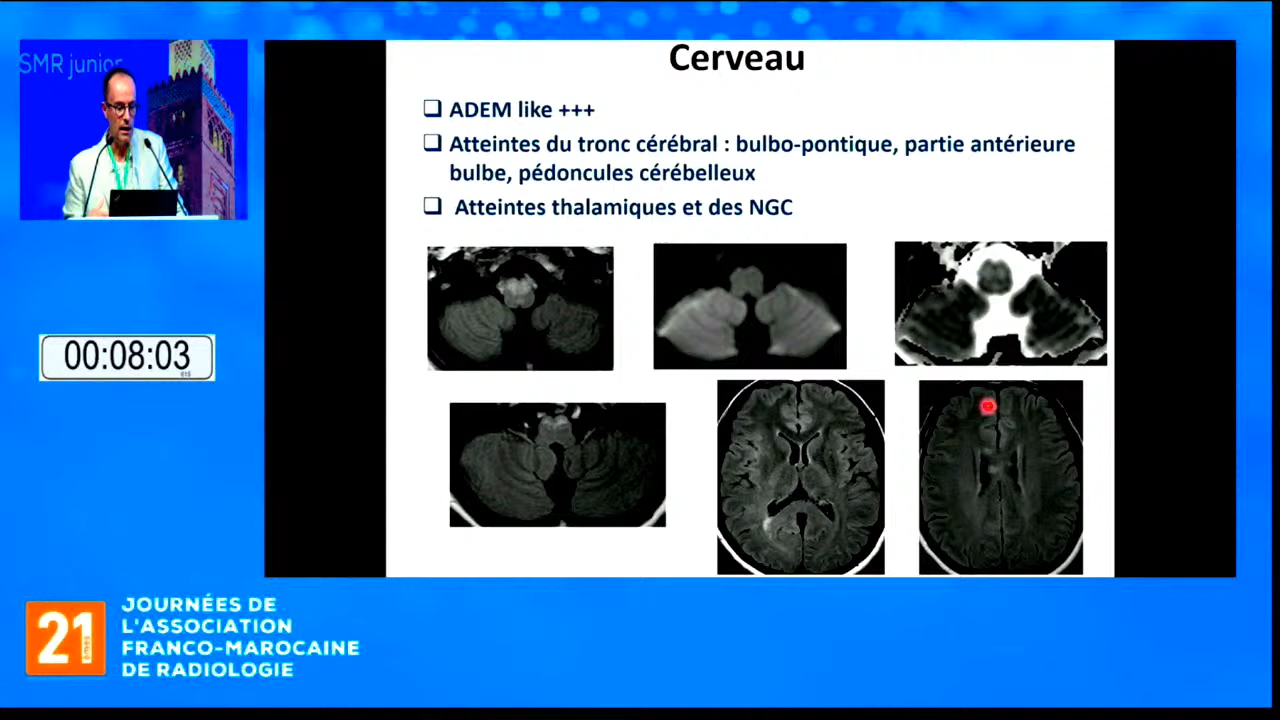 SMR junior
Cerveau
❑ ADEM like +++
❑ Atteintes du tronc cérébral : bulbo-pontique, partie antérieure
bulbe, pédoncules cérébelleux
❑ Atteintes thalamiques et des NGC
00:08:03
21
èmes
JOURNÉES DE
L'ASSOCIATION
FRANCO-MAROCAINE
DE RADIOLOGIE